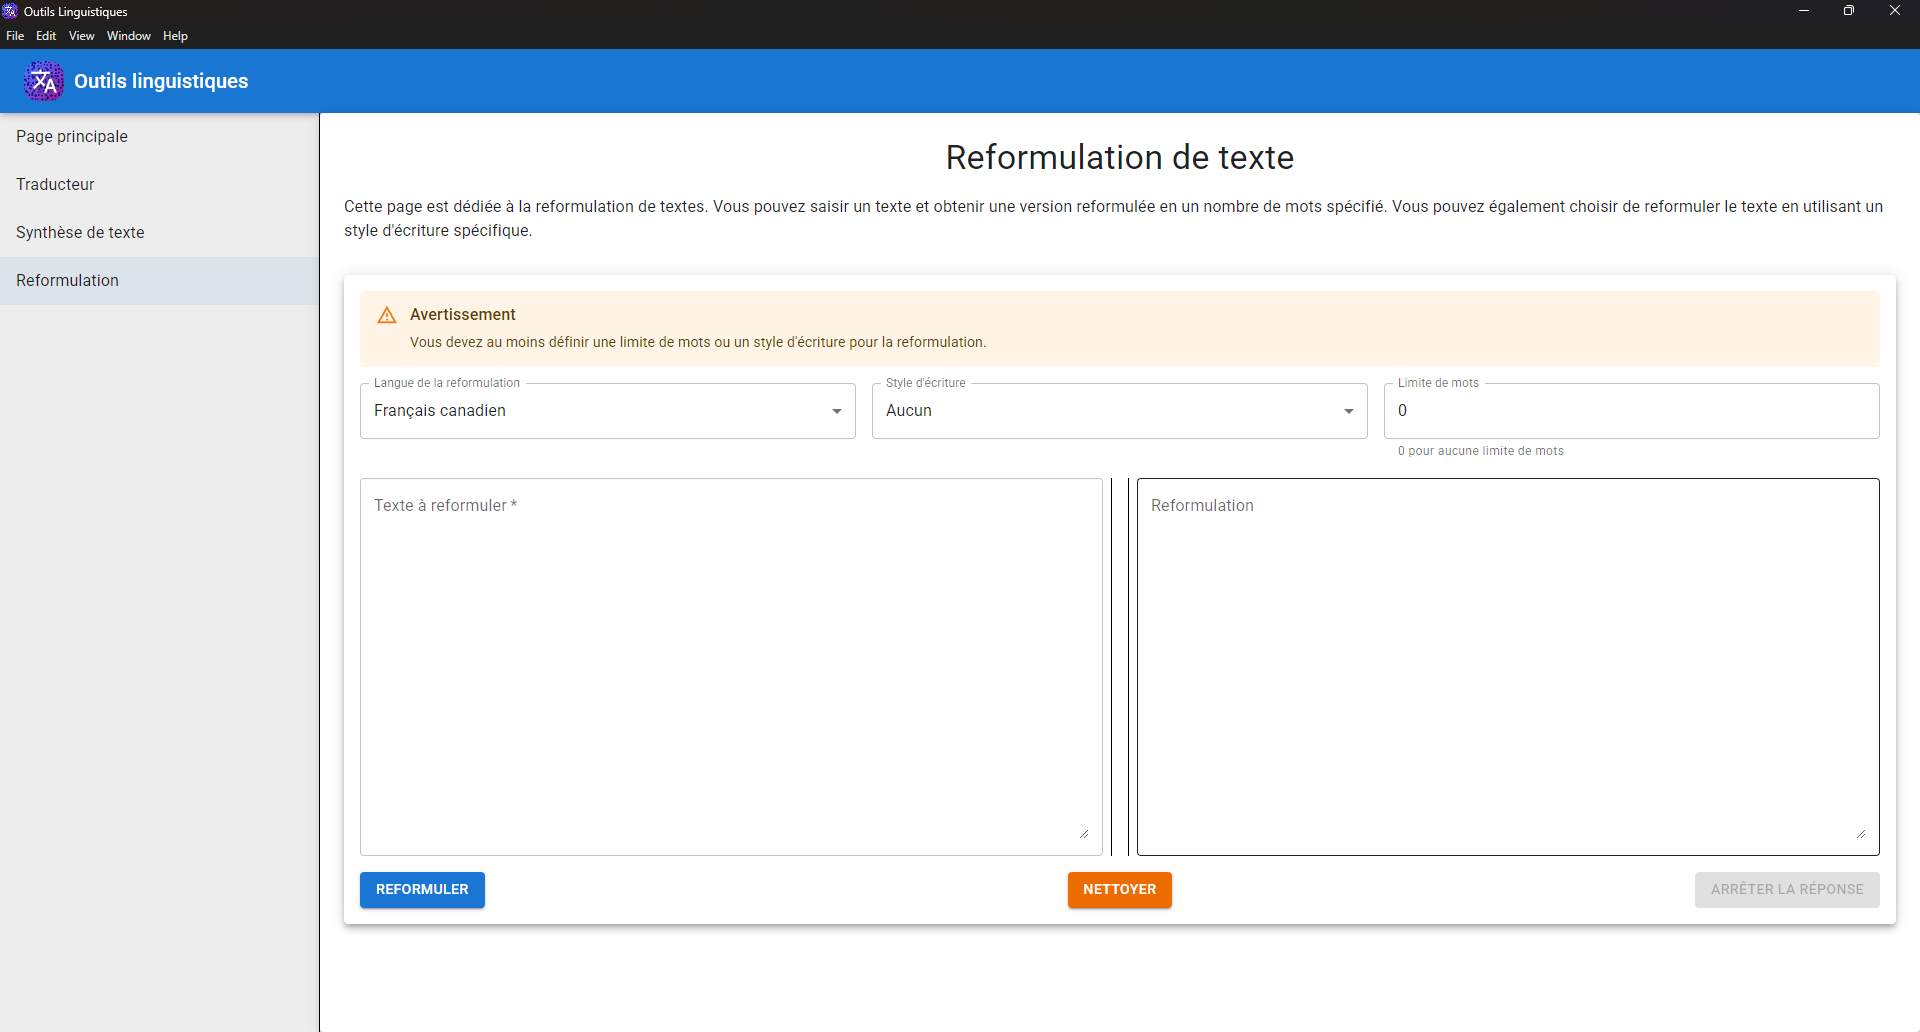 Outils Linguistiques
File Edit View Window Help
Outils linguistiques
Page principale
Traducteur
Synthèse de texte
Reformulation
Reformulation de texte
Cette page est dédiée à la reformulation de textes. Vous pouvez saisir un texte et obtenir une version reformulée en un nombre de mots spécifié. Vous pouvez également choisir de reformuler le texte en utilisant un
style d'écriture spécifique.
Avertissement
Vous devez au moins définir une limite de mots ou un style d'écriture pour la reformulation.
Langue de la reformulation
Français canadien
Style d'écriture
Aucun
Limite de mots
0
0 pour aucune limite de mots
Texte à reformuler *
Reformulation
REFORMULER
NETTOYER
ARRÊTER LA RÉPONSE